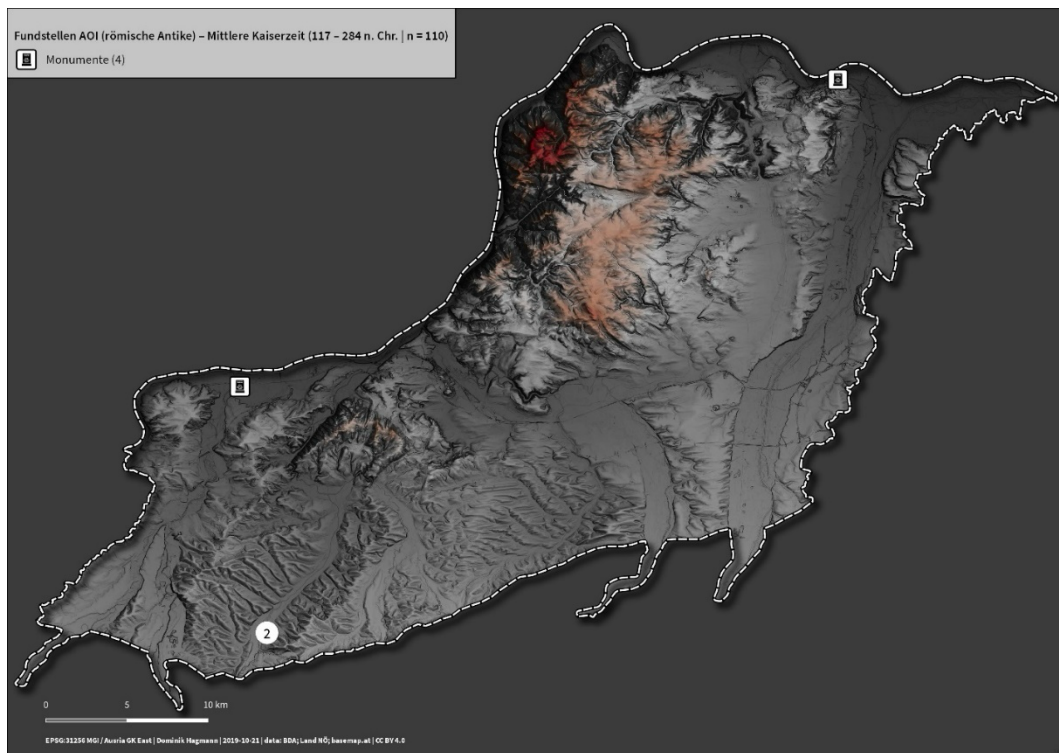 Fundstellen AOI (römische Antike) – Mittlere Kaiserzeit (117 – 284 n. Chr. | n = 110)
Monumente (4)
2
0 5 10 km
EPSG:31256 MGI / Ausria GK East | Dominik Hagmann | 2019-10-21 | data: BDA; Land NÖ; basemap.at | CC BY 4.0